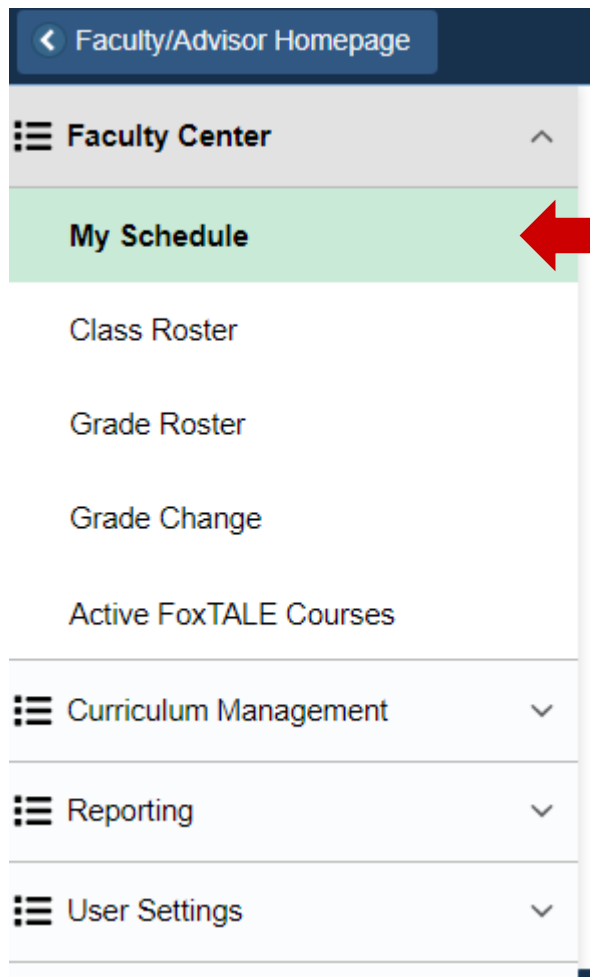 Faculty/Advisor Homepage
Faculty Center
My Schedule
Class Roster
Grade Roster
Grade Change
Active FoxTALE Courses
Curriculum Management
Reporting
User Settings